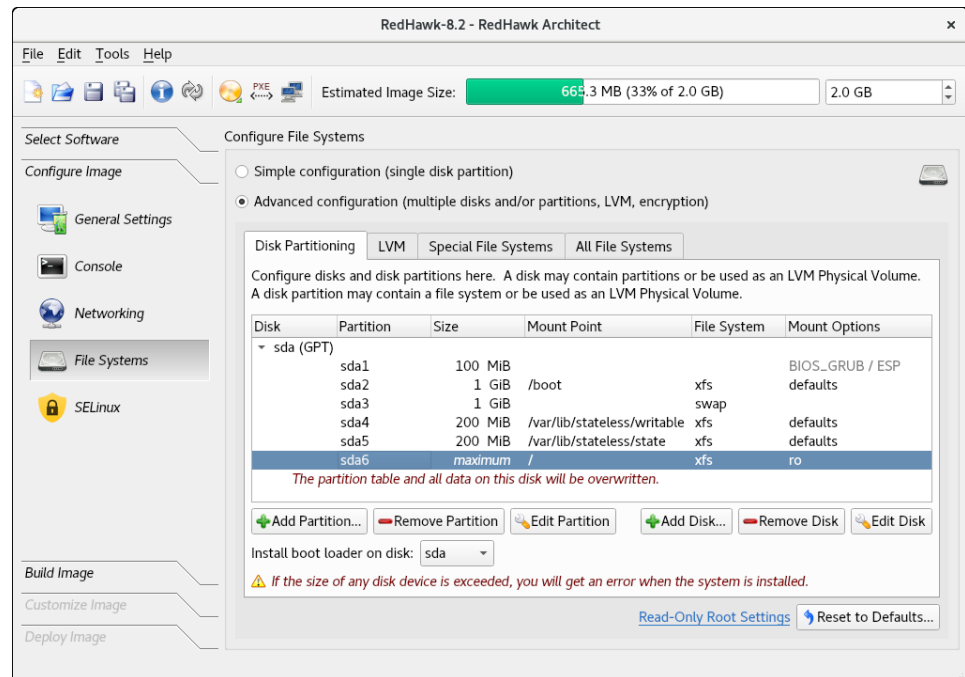 RedHawk-8.2 - RedHawk Architect ×
File Edit Tools Help
PXE Estimated Image Size: 665.3 MB (33% of 2.0 GB) 2.0 GB
Select Software
Configure Image
General Settings
Console
Networking
File Systems
SELinux
Build Image
Customize Image
Deploy Image
Configure File Systems
Simple configuration (single disk partition)
Advanced configuration (multiple disks and/or partitions, LVM, encryption)
Disk Partitioning LVM Special File Systems All File Systems
Configure disks and disk partitions here. A disk may contain partitions or be used as an LVM Physical Volume.
A disk partition may contain a file system or be used as an LVM Physical Volume.
Disk Partition Size Mount Point File System Mount Options
sda (GPT)
sda1 100 MiB BIOS_GRUB / ESP
sda2 1 GiB /boot xfs defaults
sda3 1 GiB swap
sda4 200 MiB /var/lib/stateless/writable xfs defaults
sda5 200 MiB /var/lib/stateless/state xfs defaults
sda6 maximum / xfs ro
The partition table and all data on this disk will be overwritten.
Add Partition... Remove Partition Edit Partition Add Disk... Remove Disk Edit Disk
Install boot loader on disk: sda
If the size of any disk device is exceeded, you will get an error when the system is installed.
Read-Only Root Settings Reset to Defaults...